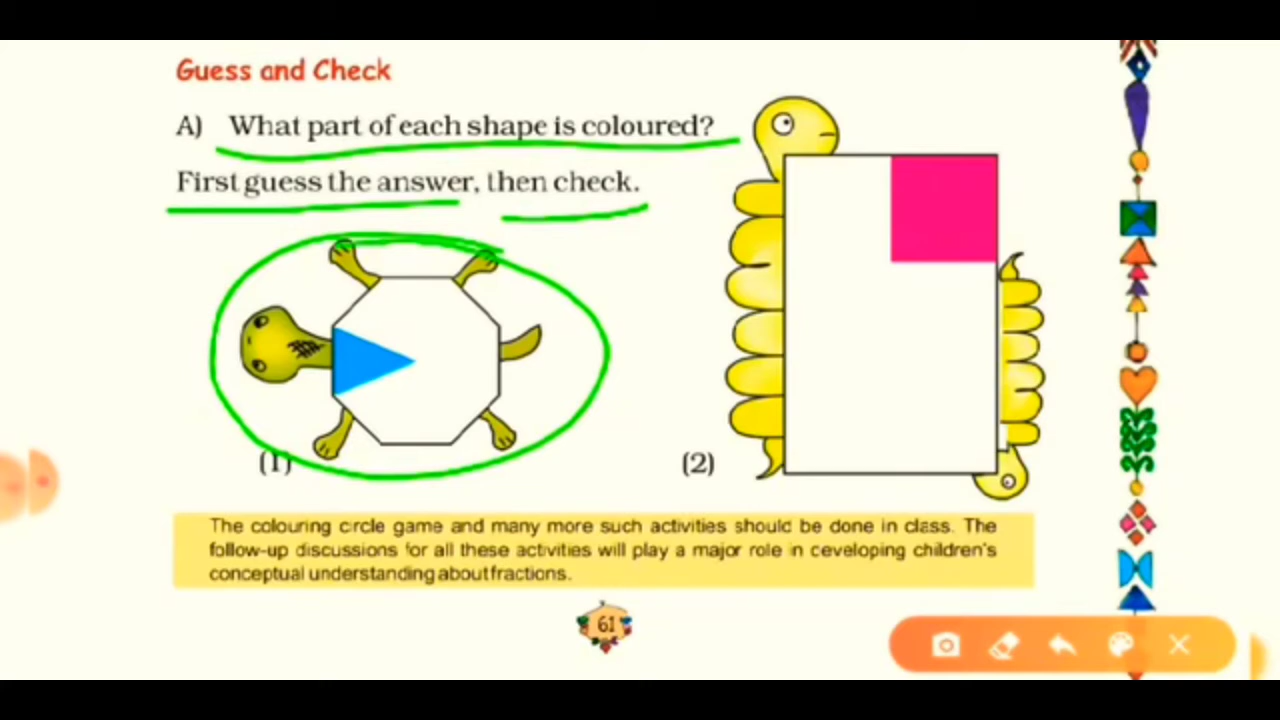 Guess and Check
A) What part of each shape is coloured?
First guess the answer, then check.
(1)
(2)
The colouring circle game and many more such activities should be done in class. The
follow-up discussions for all these activities will play a major role in ceveloping children's
conceptual understanding about fractions.
61